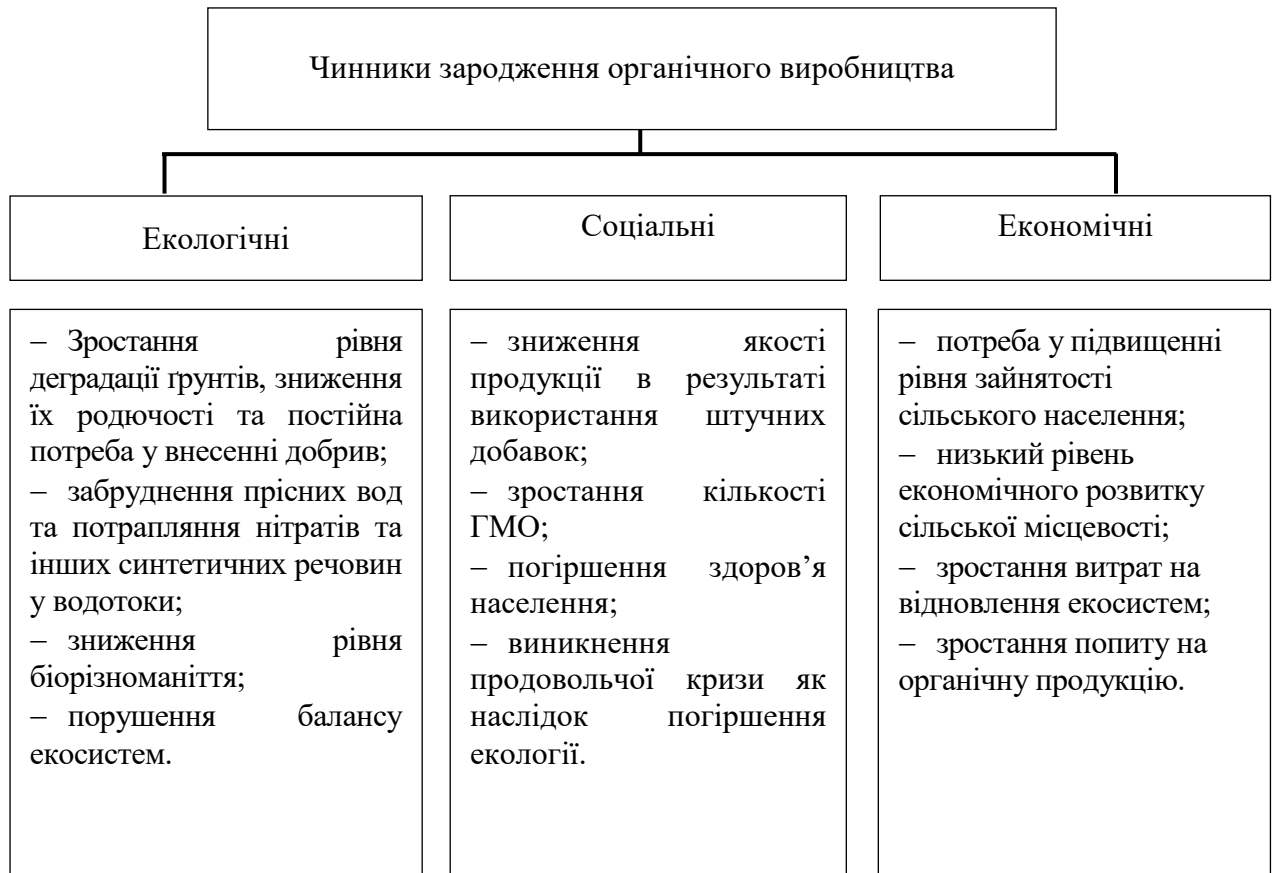 Чинники зародження органічного виробництва
Екологічні
Соціальні
Економічні
– Зростання рівня
деградації ґрунтів, зниження
їх родючості та постійна
потреба у внесенні добрив;
– забруднення прісних вод
та потрапляння нітратів та
інших синтетичних речовин
у водотоки;
– зниження рівня
біорізноманіття;
– порушення балансу
екосистем.
– зниження якості
продукції в результаті
використання штучних
добавок;
– зростання кількості
ГМО;
– погіршення здоров’я
населення;
– виникнення
продовольчої кризи як
наслідок погіршення
екології.
– потреба у підвищенні
рівня зайнятості
сільського населення;
– низький рівень
економічного розвитку
сільської місцевості;
– зростання витрат на
відновлення екосистем;
– зростання попиту на
органічну продукцію.